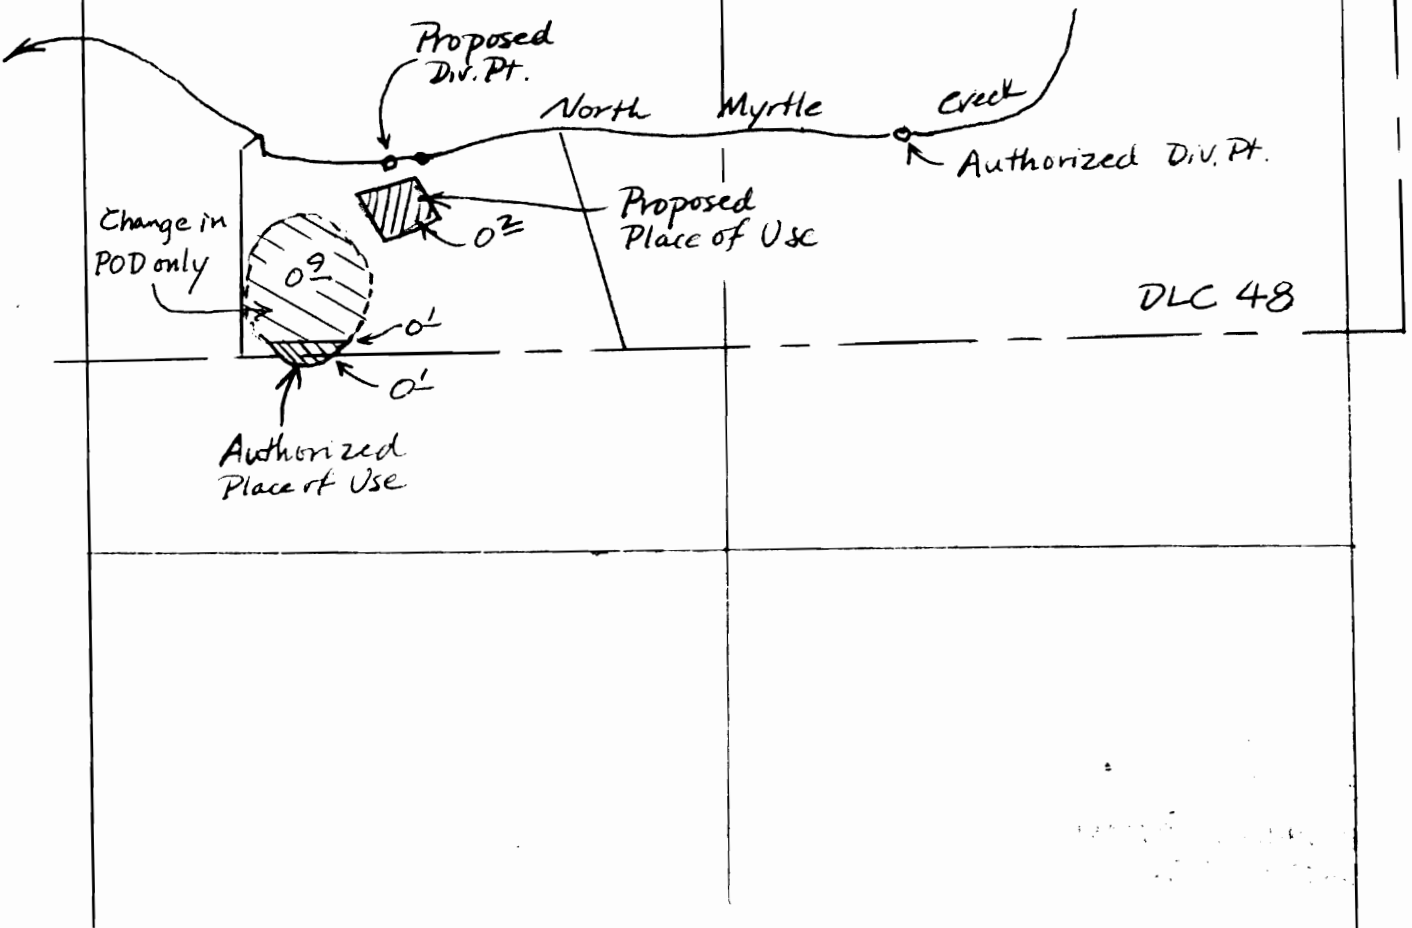 Proposed
Div. Pt.
North Myrtle Creek
Authorized Div. Pt.
Proposed
Place of Use
0 2
Change in
POD only
0 9
DLC 48
0 1
0 1
Authorized
Place of Use